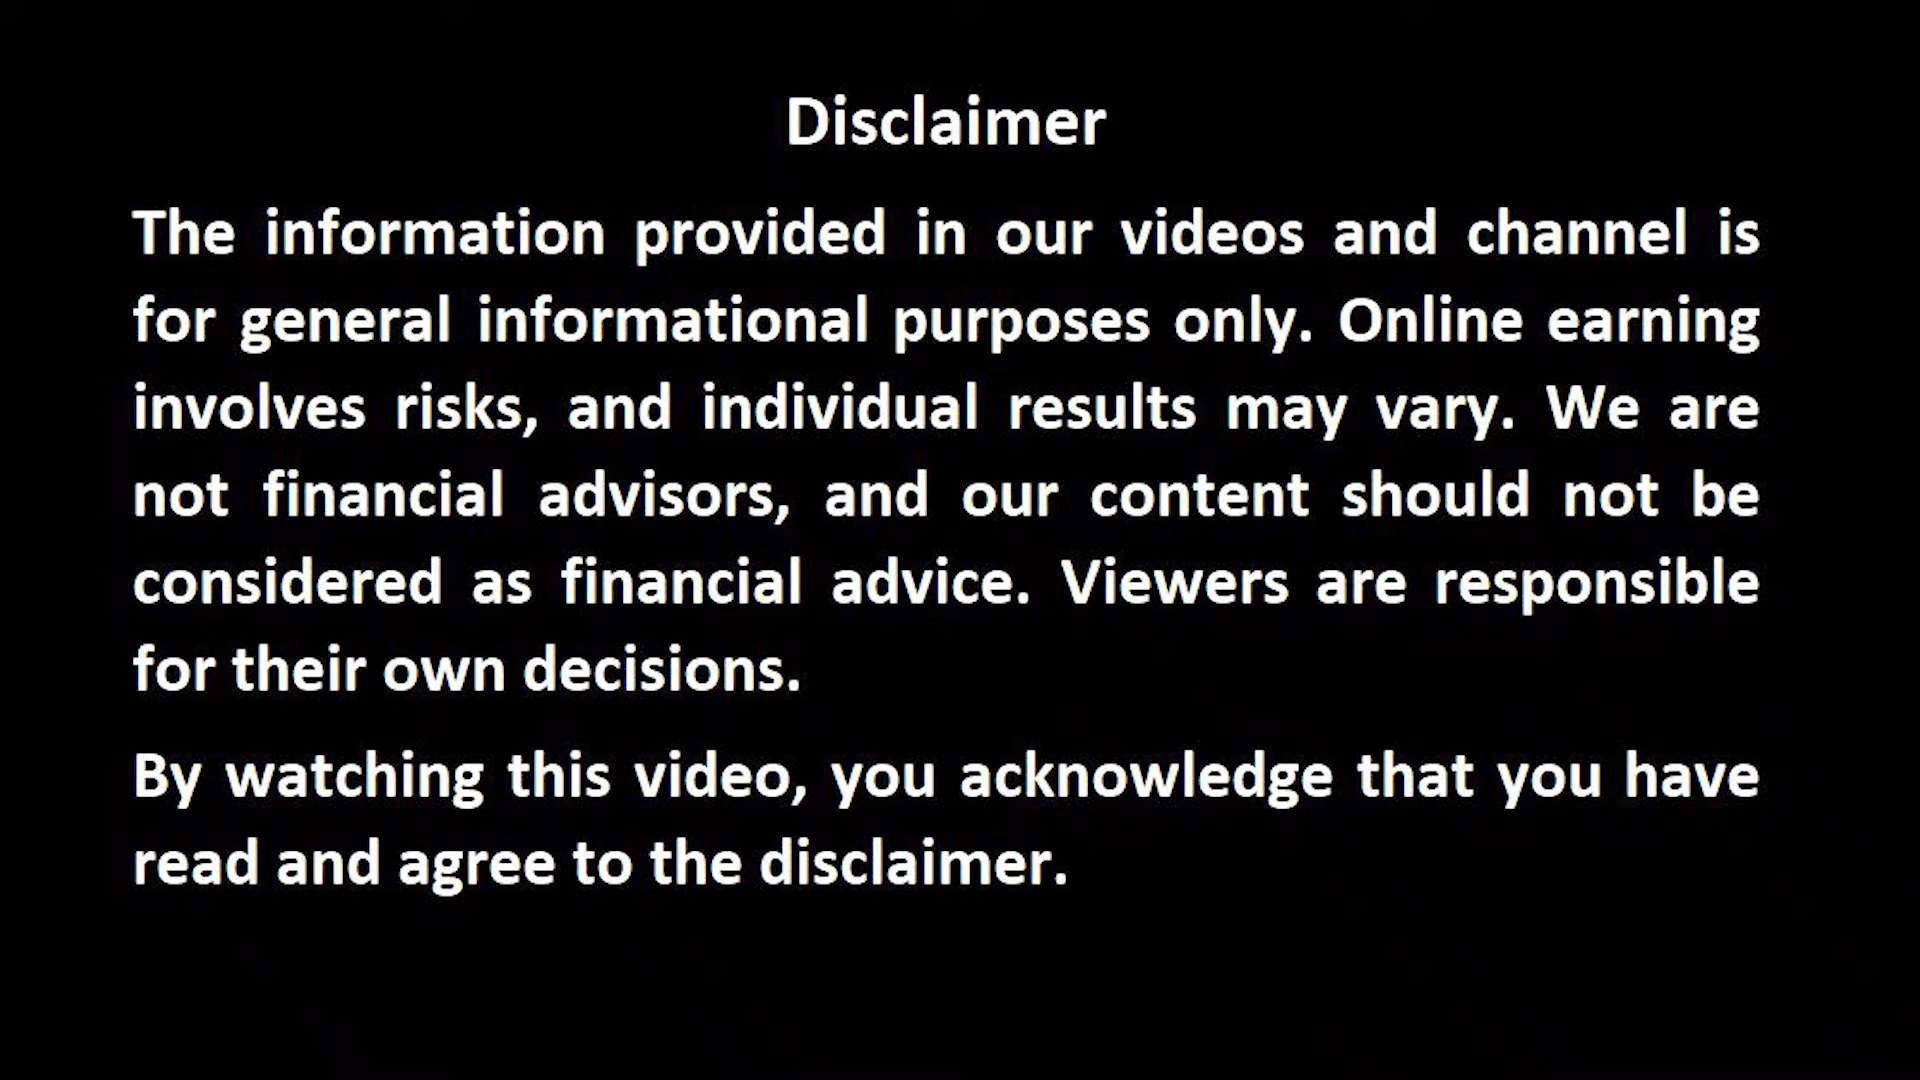 Disclaimer
The information provided in our videos and channel is
for general informational purposes only. Online earning
involves risks, and individual results may vary. We are
not financial advisors, and our content should not be
considered as financial advice. Viewers are responsible
for their own decisions.
By watching this video, you acknowledge that you have
read and agree to the disclaimer.